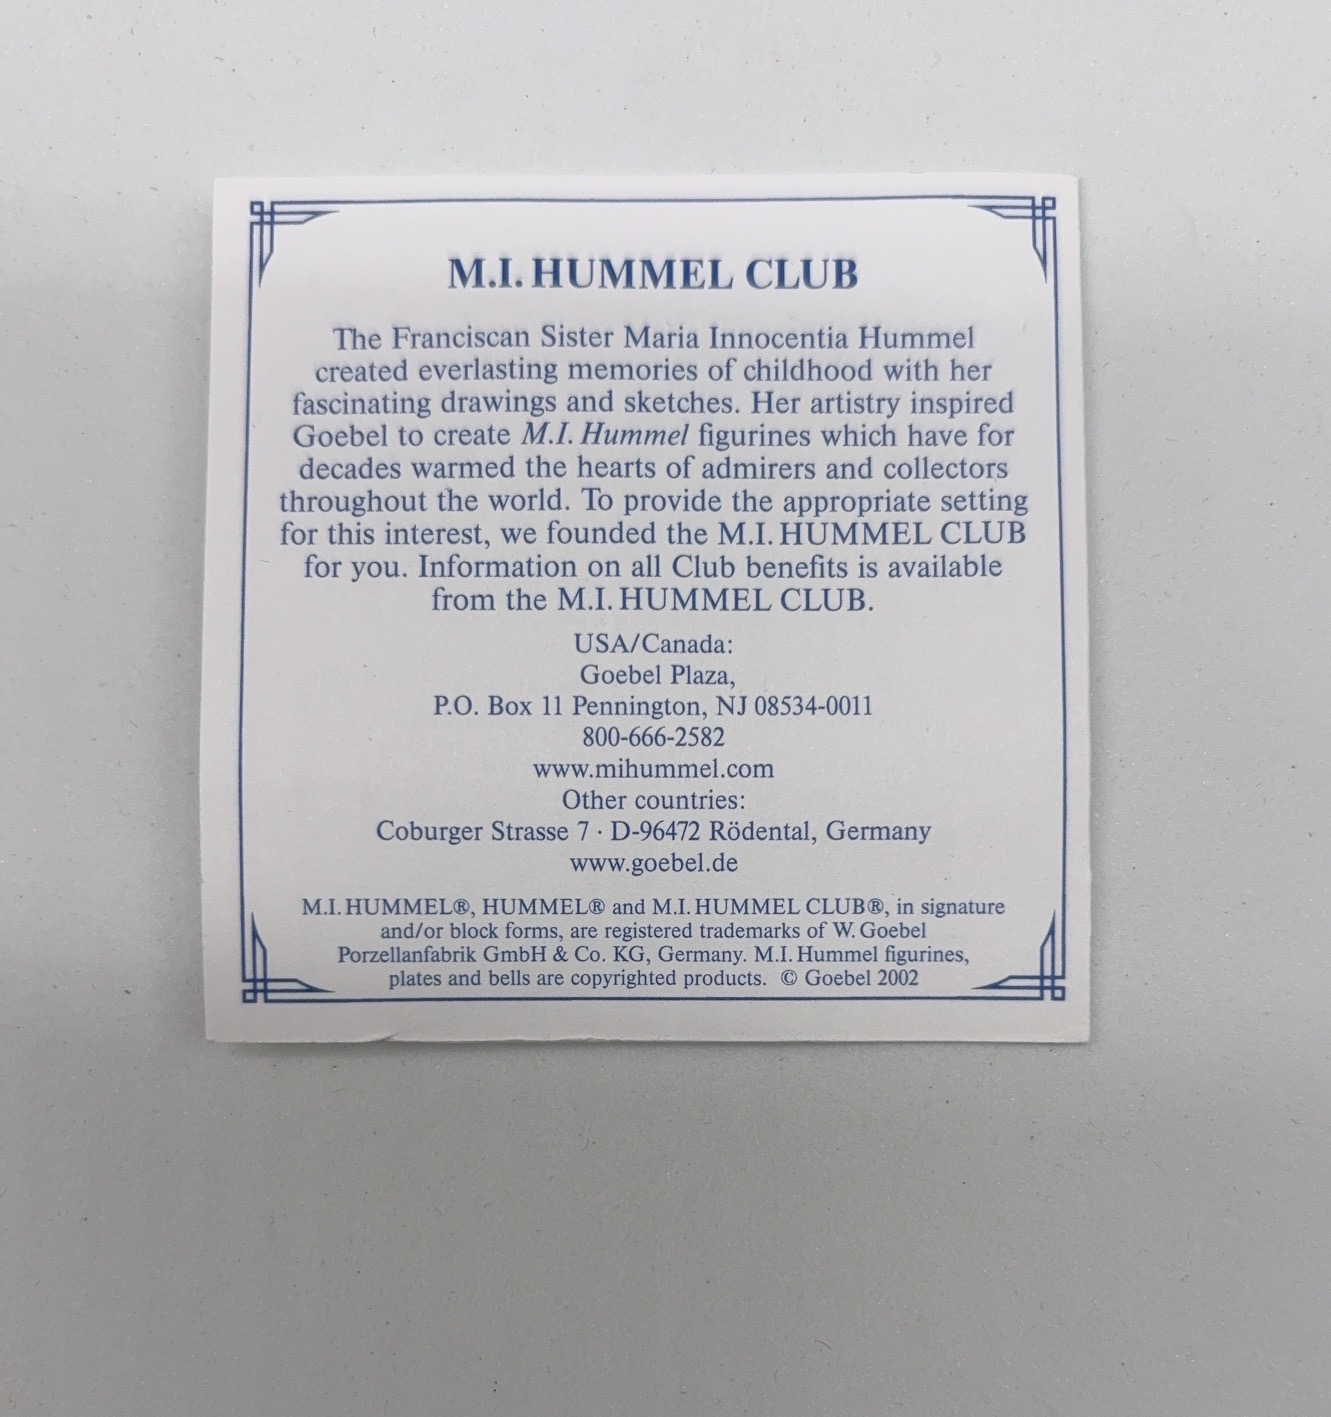 M.I. HUMMEL CLUB
The Franciscan Sister Maria Innocentia Hummel
created everlasting memories of childhood with her
fascinating drawings and sketches. Her artistry inspired
Goebel to create M.I. Hummel figurines which have for
decades warmed the hearts of admirers and collectors
throughout the world. To provide the appropriate setting
for this interest, we founded the M.I. HUMMEL CLUB
for you. Information on all Club benefits is available
from the M.I. HUMMEL CLUB.
USA/Canada:
Goebel Plaza,
P.O. Box 11 Pennington, NJ 08534-0011
800-666-2582
www.mihummel.com
Other countries:
Coburger Strasse 7 · D-96472 Rödental, Germany
www.goebel.de
M.I. HUMMEL®, HUMMEL® and M.I. HUMMEL CLUB®, in signature
and/or block forms, are registered trademarks of W. Goebel
Porzellanfabrik GmbH & Co. KG, Germany. M.I. Hummel figurines,
plates and bells are copyrighted products. © Goebel 2002